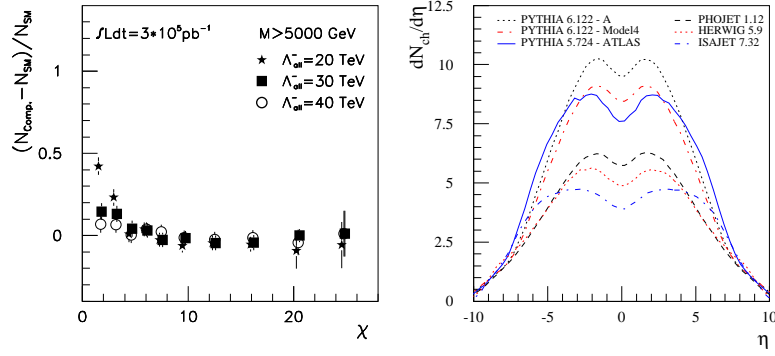 ∫Ldt=3*10⁵pb⁻¹
M>5000 GeV
Λ⁻all=20 TeV
Λ⁻all=30 TeV
Λ⁻all=40 TeV
(N_Comp.-N_SM)/N_SM
1
0.5
0
0
10
20
χ
PYTHIA 6.122 - A
PYTHIA 6.122 - Model4
PYTHIA 5.724 - ATLAS
PHOJET 1.12
HERWIG 5.9
ISAJET 7.32
dN_ch/dη
12.5
10
7.5
5
2.5
0
-10
-5
0
5
10
η